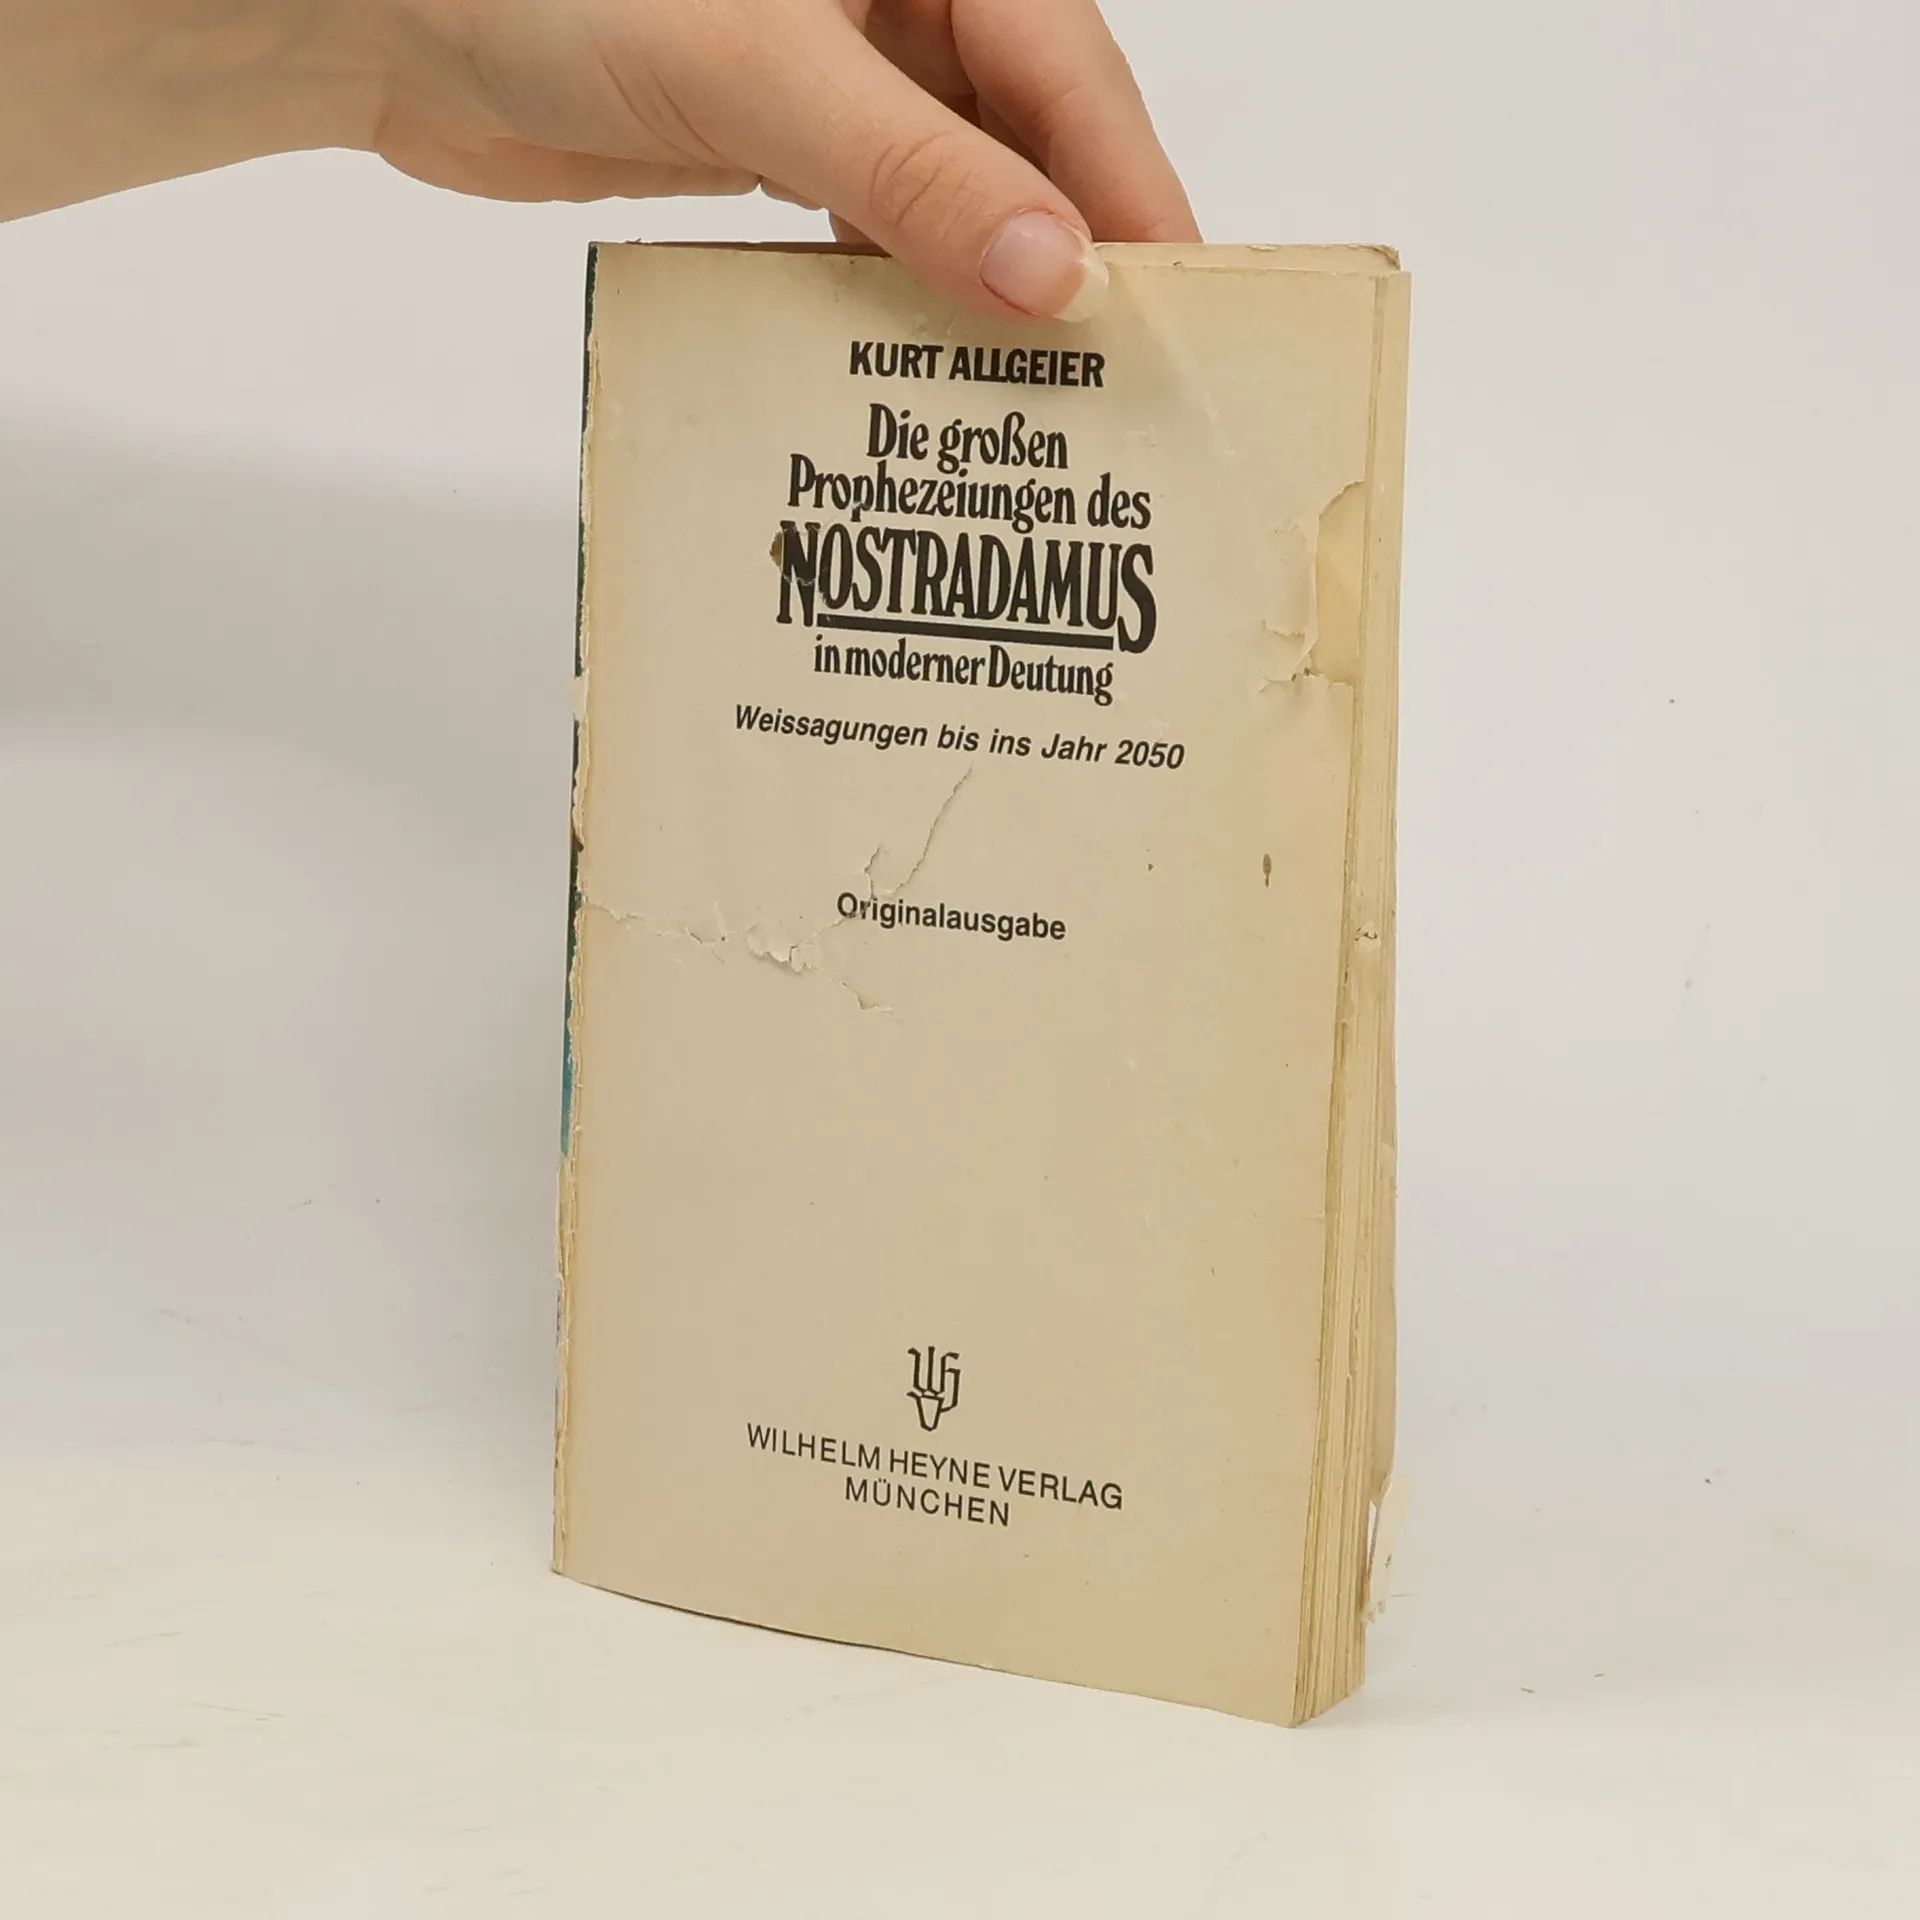 KURT ALLGEIER
Die großen
Prophezeiungen des
NOSTRADAMUS
in moderner Deutung
Weissagungen bis ins Jahr 2050
Originalausgabe
WH
WILHELM HEYNE VERLAG
MÜNCHEN